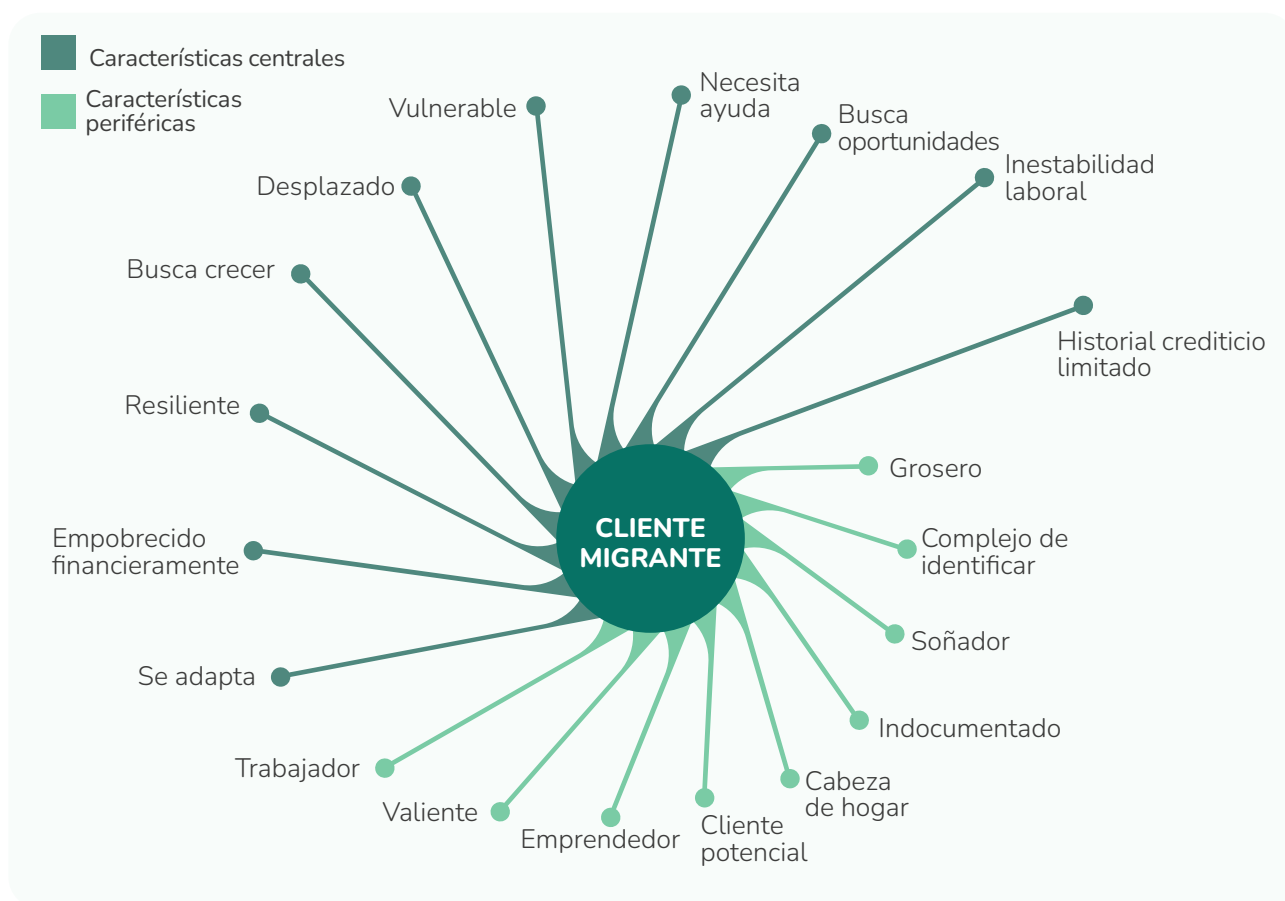 Características centrales
Características
periféricas
Vulnerable
Necesita
ayuda
Busca
oportunidades
Inestabilidad
laboral
Desplazado
Busca crecer
Historial crediticio
limitado
Resiliente
Grosero
CLIENTE
MIGRANTE
Empobrecido
financieramente
Complejo de
identificar
Soñador
Se adapta
Indocumentado
Trabajador
Cabeza
de hogar
Valiente
Emprendedor
Cliente
potencial